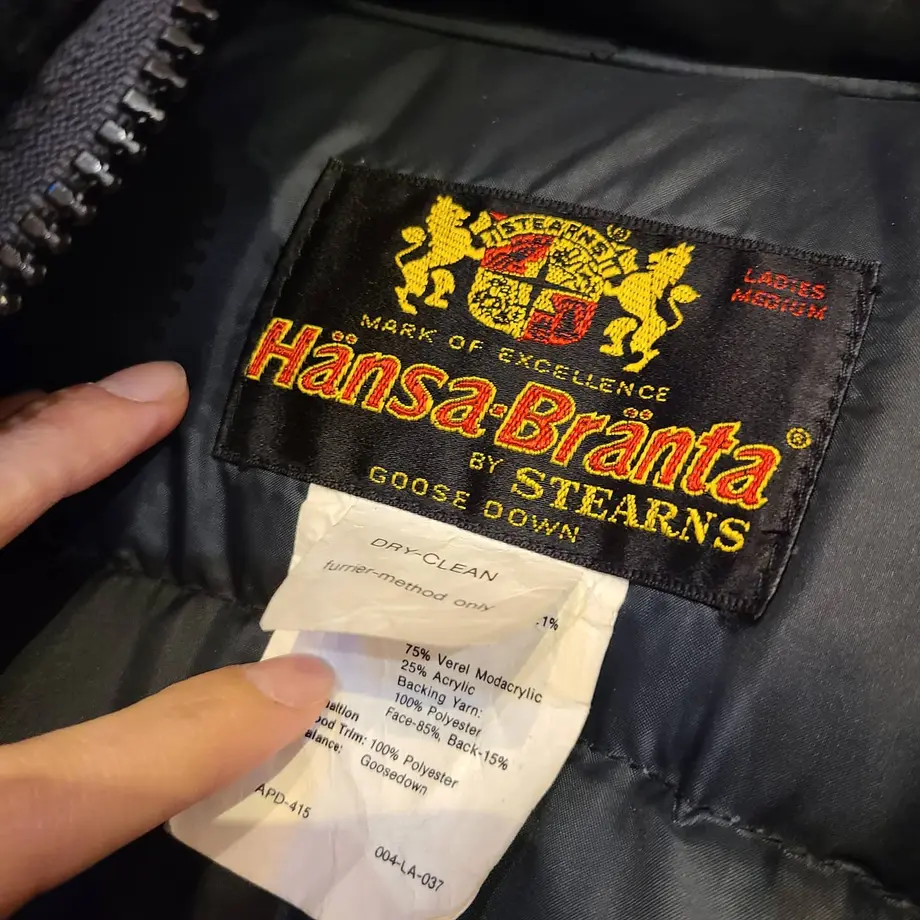 STEARNS
®
LADIES
MEDIUM
MARK OF EXCELLENCE
Hänsa·Bränta®
BY STEARNS
GOOSE DOWN
DRY-CLEAN
furrier-method only
.1%
75% Verel Modacrylic
25% Acrylic
Backing Yarn:
100% Polyester
Face-85%, Back-15%
100% Polyester
Goosedown
APD-415
004-LA-037